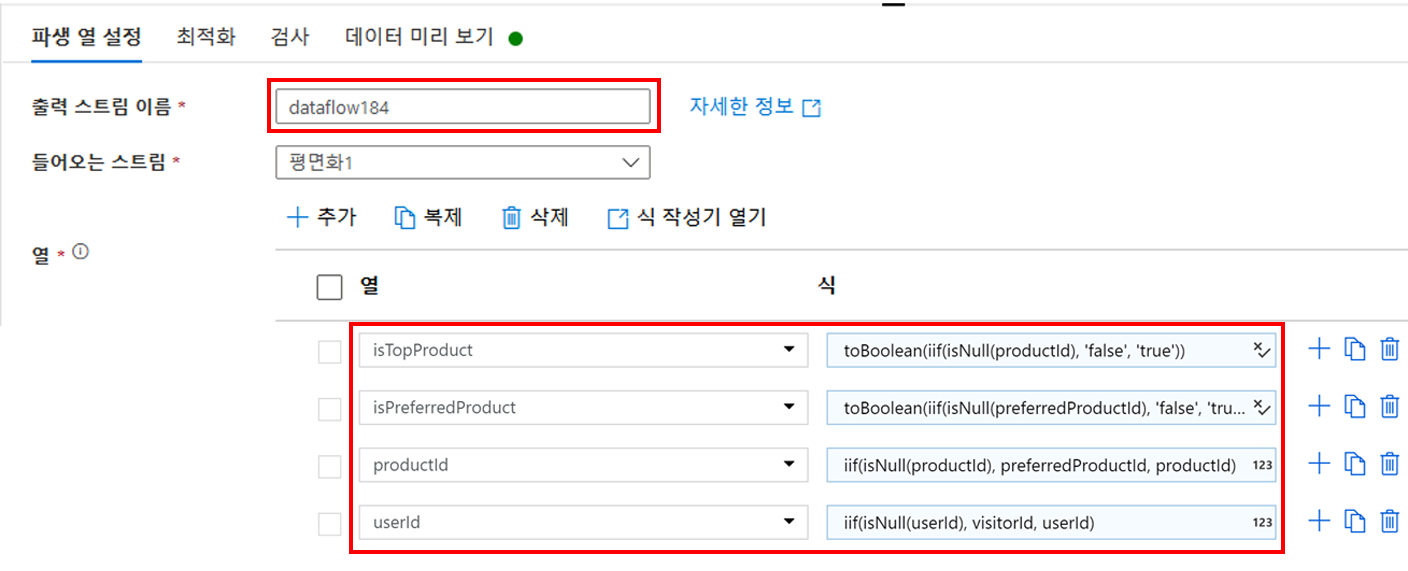 파생 열 설정 최적화 검사 데이터 미리 보기
출력 스트림 이름 * dataflow184 자세한 정보
들어오는 스트림 * 평면화1
추가 복제 삭제 식 작성기 열기
열 *
열 식
isTopProduct toBoolean(iif(isNull(productId), 'false', 'true'))
isPreferredProduct toBoolean(iif(isNull(preferredProductId), 'false', 'tru...
productId iif(isNull(productId), preferredProductId, productId) 123
userId iif(isNull(userId), visitorId, userId) 123